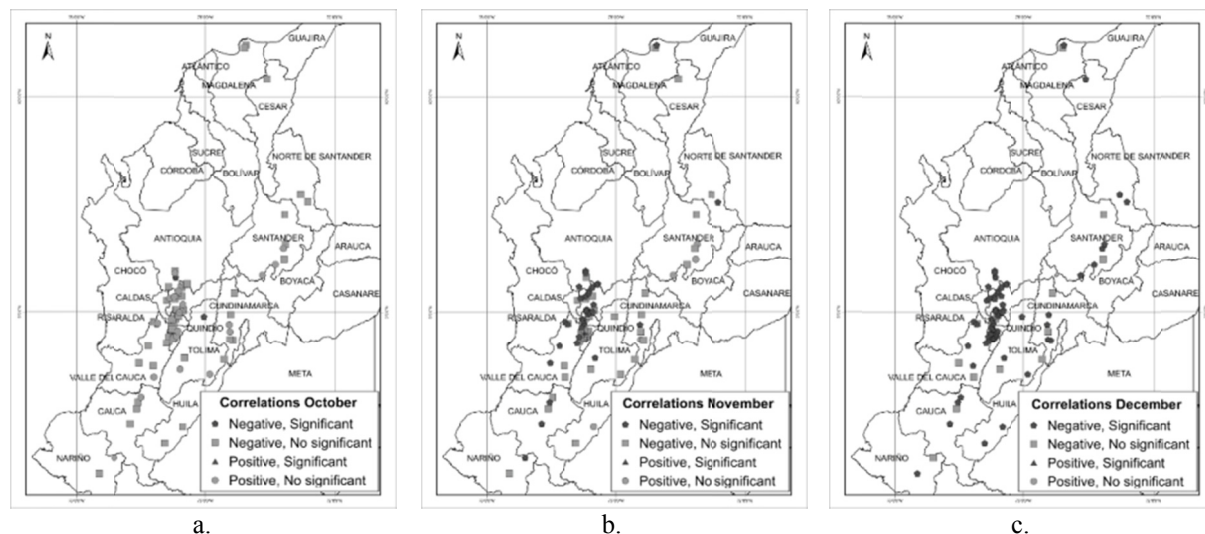 N
GUAJIRA
ATLÁNTICO
MAGDALENA
CESAR
SUCRE
NORTE DE SANTANDER
CÓRDOBA
BOLÍVAR
ANTIOQUIA
SANTANDER
ARAUCA
CHOCÓ
BOYACA
CALDAS
CASANARE
CUNDINAMARCA
RISARALDA
QUINDIO
TOLIMA
VALLE DEL CAUCA
META
HUILA
CAUCA
NARIÑO
Correlations October
Negative, Significant
Negative, No significant
Positive, Significant
Positive, No significant
a.
N
GUAJIRA
ATLÁNTICO
MAGDALENA
CESAR
SUCRE
NORTE DE SANTANDER
CÓRDOBA
BOLÍVAR
ANTIOQUIA
SANTANDER
ARAUCA
CHOCÓ
BOYACA
CALDAS
CASANARE
CUNDINAMARCA
RISARALDA
QUINDIO
TOLIMA
VALLE DEL CAUCA
META
HUILA
CAUCA
NARIÑO
Correlations November
Negative, Significant
Negative, No significant
Positive, Significant
Positive, No significant
b.
N
GUAJIRA
ATLÁNTICO
MAGDALENA
CESAR
SUCRE
NORTE DE SANTANDER
CÓRDOBA
BOLÍVAR
ANTIOQUIA
SANTANDER
ARAUCA
CHOCÓ
BOYACA
CALDAS
CASANARE
CUNDINAMARCA
RISARALDA
QUINDIO
TOLIMA
VALLE DEL CAUCA
META
HUILA
CAUCA
NARIÑO
Correlations December
Negative, Significant
Negative, No significant
Positive, Significant
Positive, No significant
c.